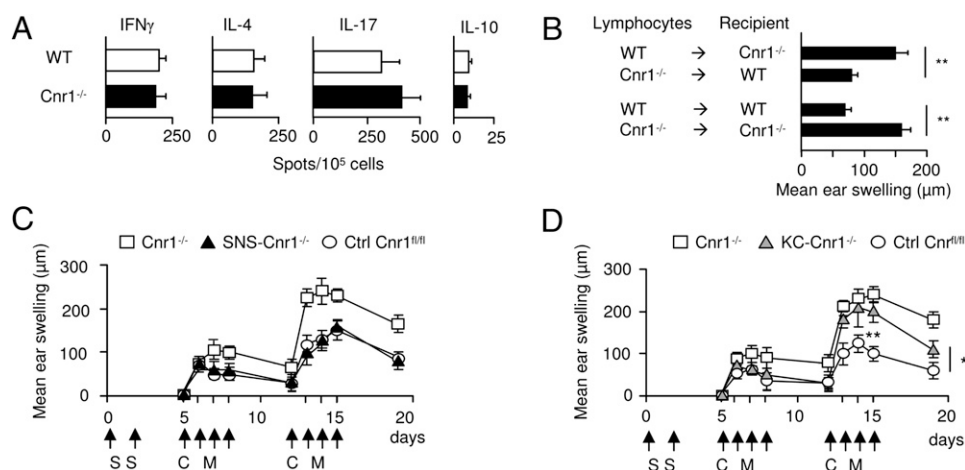 A
IFNγ IL-4 IL-17 IL-10
WT
Cnr1-/-
0 250 0 250 0 250 500 0 25
Spots/10⁵ cells
B
Lymphocytes Recipient
WT → Cnr1-/-
Cnr1-/- → WT
**
WT → WT
Cnr1-/- → Cnr1-/-
**
0 100 200
Mean ear swelling (µm)
C
Cnr1-/- SNS-Cnr1-/- Ctrl Cnr1fl/fl
Mean ear swelling (µm)
300
200
100
0
0 5 10 15 20
days
S S C M C M
D
Cnr1-/- KC-Cnr1-/- Ctrl Cnrfl/fl
Mean ear swelling (µm)
300
200
100
0
**
*
0 5 10 15 20
days
S S C M C M